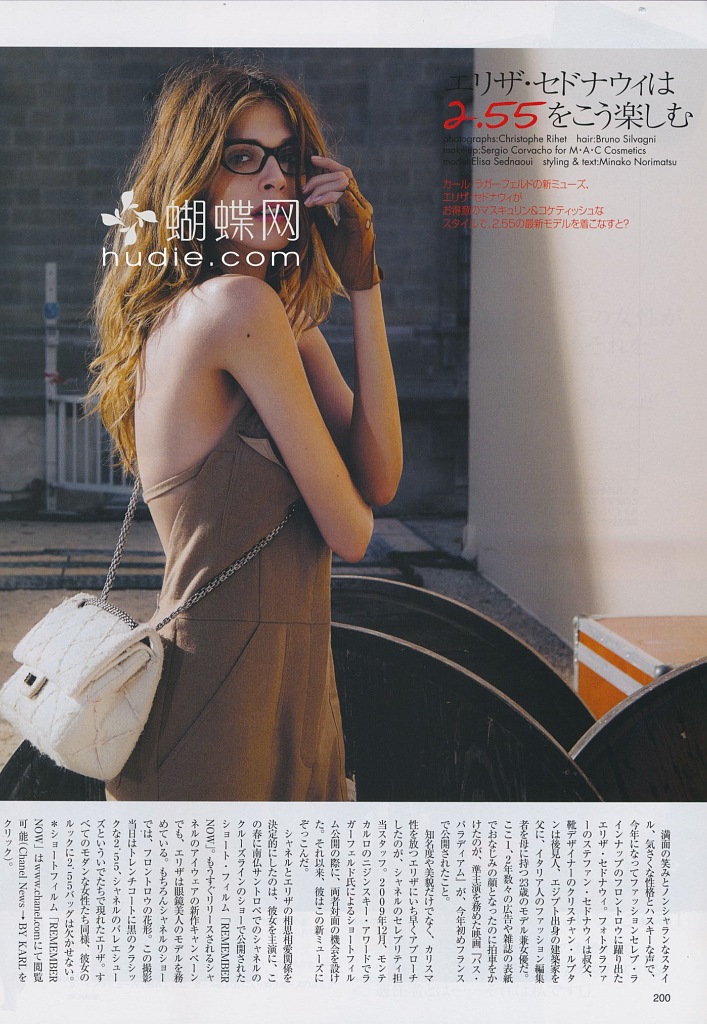 エリザ・セドナウィは
2.55をこう楽しむ
photographs:Christophe Rihet hair:Bruno Silvagni
makeup:Sergio Corvacho for M・A・C Cosmetics
model:Elisa Sednaoui styling & text:Minako Norimatsu
カール・ラガーフェルドの新ミューズ、
エリザ・セドナウィが
お得意のマスキュリン&コケティッシュな
スタイルで、2.55の最新モデルを着こなすと?
蝴蝶网
hudie.com
満面の笑みとノンシャランなスタイ
ル、気さくな性格とハスキーな声で、
今年になってファッションセレブ・ラ
インナップのフロントロウに躍り出た
エリザ・セドナウィ。フォトグラファ
ーのステファン・セドナウィは叔父、
靴デザイナーのクリスチャン・ルブタ
ンは後見人、エジプト出身の建築家を
父に、イタリア人のファッション編集
者を母に持つ23歳のモデル兼女優だ。
ここ1、2年数々の広告や雑誌の表紙
でおなじみの顔となったのに拍車をか
けたのが、準主演を務めた映画『バス・
パラディアム』が、今年初めフランス
で公開されたこと。
知名度や美貌だけでなく、カリスマ
性を放つエリザにいち早くアプローチ
したのが、シャネルのセレブリティ担
当スタッフ。2009年12月、モンテ
カルロのニジンスキー・アワードでラ
ガーフェルド氏によるショートフィル
ム公開の際に、両者対面の機会を設け
た。それ以来、彼はこの新ミューズに
ぞっこんだ。
シャネルとエリザの相思相愛関係を
決定的にしたのは、彼女を主演に、こ
の春に南仏サントロペでのシャネルの
クルーズラインのショーで公開された
ショート・フィルム「REMEMBER
NOW」。もうすぐリリースされるシャ
ネルのアイウェアの新作キャンペーン
でも、エリザは眼鏡美人のモデルを務
めている。もちろんシャネルのショー
では、フロントロウの花形。この撮影
当日はトレンチコートに黒のクラシッ
クな2.55、シャネルのバレエシュー
ズといういでたちで現れたエリザ。す
べてのモダンな女性たち同様、彼女の
ルックに2.55バッグは欠かせない。
*ショートフィルム「REMEMBER
NOW」はwww.chanel.comにて閲覧
可能(Chanel News→BY KARLを
クリック)。
200